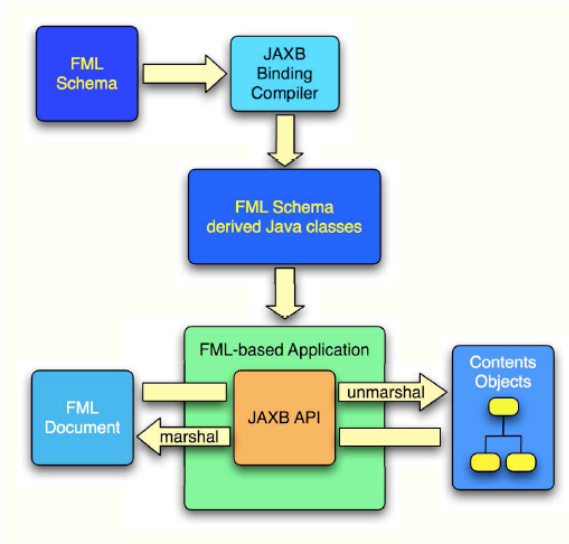 FML
Schema
JAXB
Binding
Compiler
FML Schema
derived Java classes
FML-based Application
FML
Document
JAXB API
unmarshal
marshal
Contents
Objects